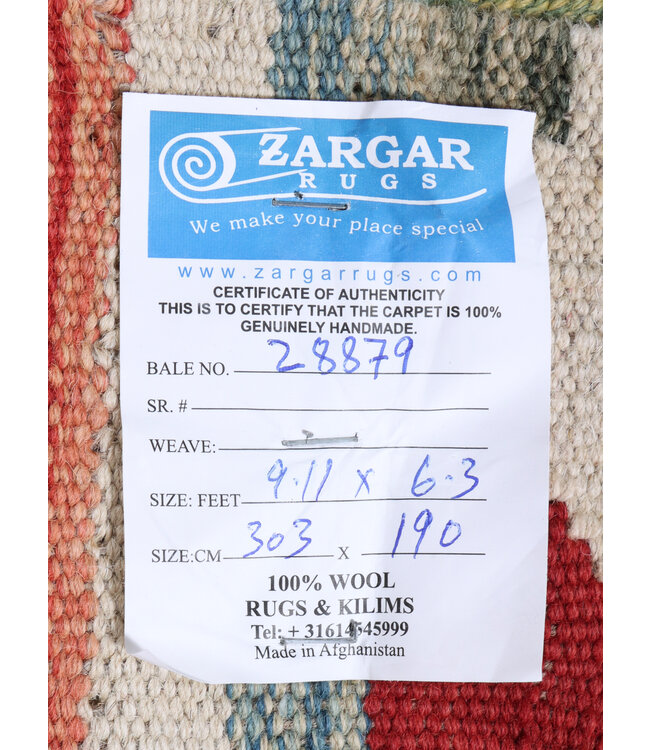 ZARGAR
RUGS
We make your place special
www.zargarrugs.com
CERTIFICATE OF AUTHENTICITY
THIS IS TO CERTIFY THAT THE CARPET IS 100%
GENUINELY HANDMADE.
BALE NO. 28879
SR. #
WEAVE:
SIZE: FEET 9.11 x 6.3
SIZE:CM 303 X 190
100% WOOL
RUGS & KILIMS
Tel: + 31614545999
Made in Afghanistan